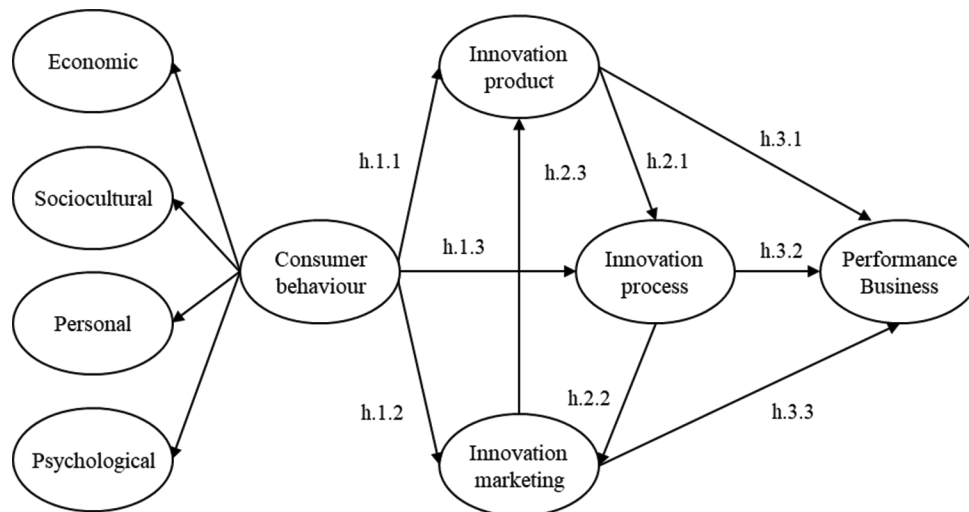 Economic
Sociocultural
Personal
Psychological
Consumer
behaviour
h.1.1
h.1.3
h.1.2
Innovation
product
h.2.3
h.2.1
Innovation
process
h.2.2
Innovation
marketing
h.3.1
h.3.2
h.3.3
Performance
Business